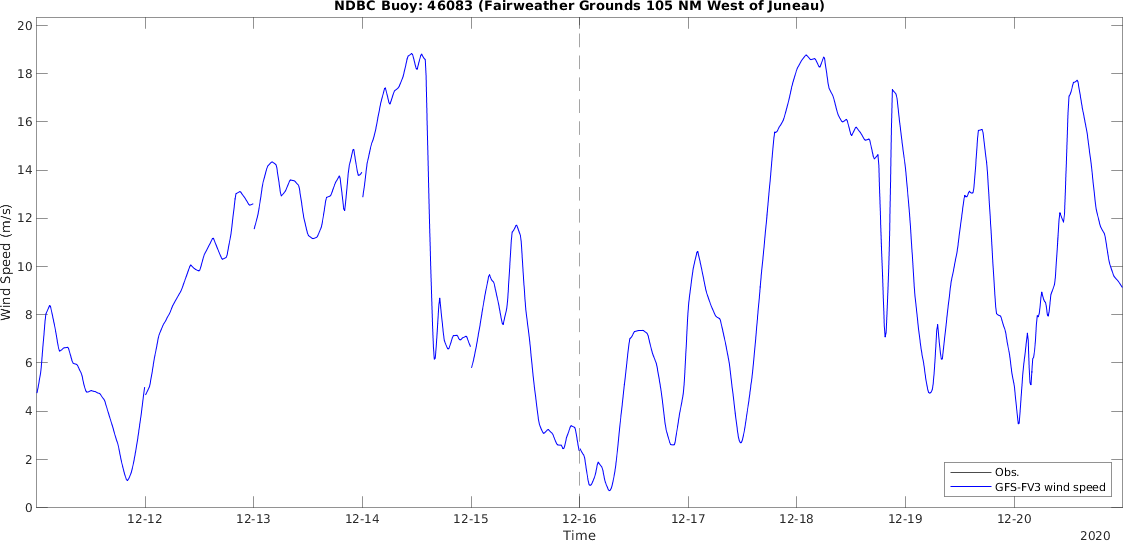 NDBC Buoy: 46083 (Fairweather Grounds 105 NM West of Juneau)
Wind Speed (m/s)
20
18
16
14
12
10
8
6
4
2
0
12-12 12-13 12-14 12-15 12-16 12-17 12-18 12-19 12-20
Time
2020
Obs.
GFS-FV3 wind speed